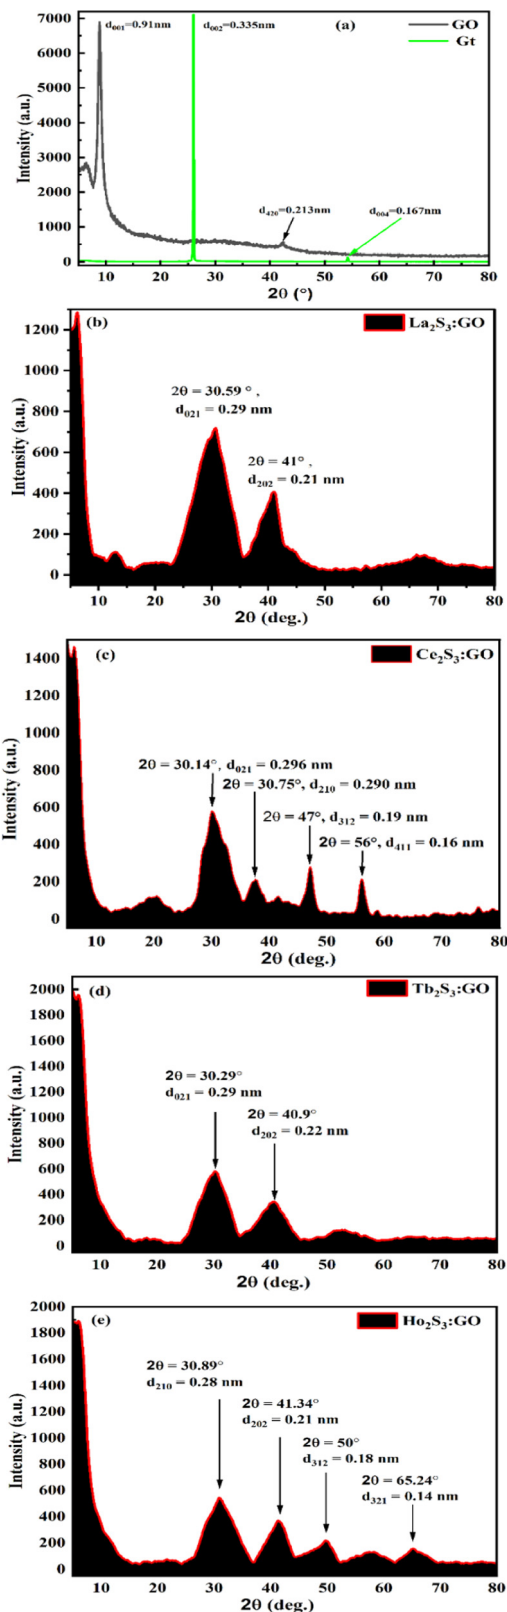 d₀₀₁=0.91nm
d₀₀₂=0.335nm
(a)
GO
Gt
d₄₂₀=0.213nm
d₀₀₄=0.167nm
7000
6000
5000
4000
3000
2000
1000
0
Intensity (a.u.)
10 20 30 40 50 60 70 80
2θ (°)
(b)
La₂S₃:GO
2θ = 30.59 ° ,
d₀₂₁ = 0.29 nm
2θ = 41° ,
d₂₀₂ = 0.21 nm
1200
1000
800
600
400
200
0
Intensity (a.u.)
10 20 30 40 50 60 70 80
2θ (deg.)
(c)
Ce₂S₃:GO
2θ = 30.14°, d₀₂₁ = 0.296 nm
2θ = 30.75°, d₂₁₀ = 0.290 nm
2θ = 47°, d₃₁₂ = 0.19 nm
2θ = 56°, d₄₁₁ = 0.16 nm
1400
1200
1000
800
600
400
200
0
Intensity (a.u.)
10 20 30 40 50 60 70 80
2θ (deg.)
(d)
Tb₂S₃:GO
2θ = 30.29°
d₀₂₁ = 0.29 nm
2θ = 40.9°
d₂₀₂ = 0.22 nm
2000
1800
1600
1400
1200
1000
800
600
400
200
0
Intensity (a.u.)
10 20 30 40 50 60 70 80
2θ (deg.)
(e)
Ho₂S₃:GO
2θ = 30.89°
d₂₁₀ = 0.28 nm
2θ = 41.34°
d₂₀₂ = 0.21 nm
2θ = 50°
d₃₁₂ = 0.18 nm
2θ = 65.24°
d₃₂₁ = 0.14 nm
2000
1800
1600
1400
1200
1000
800
600
400
200
0
Intensity (a.u.)
10 20 30 40 50 60 70 80
2θ (deg.)